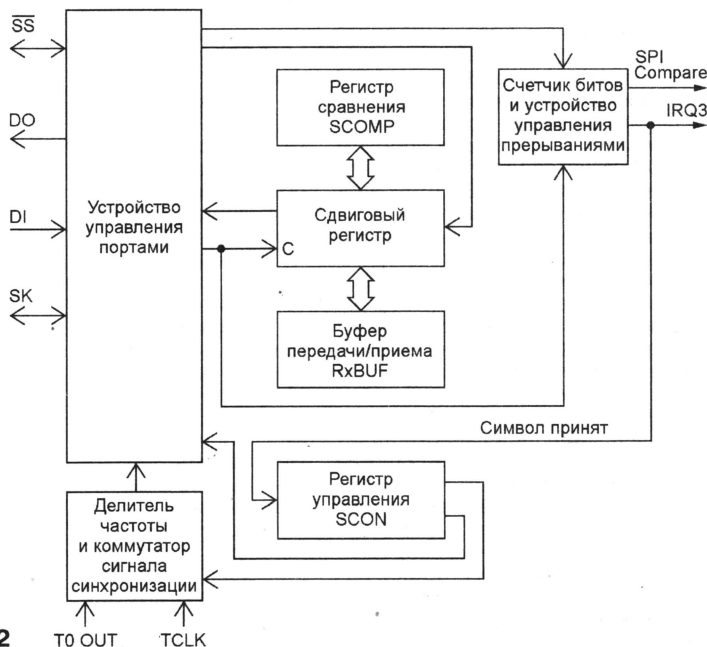 SS
DO
DI
SK
Устройство
управления
портами
Регистр
сравнения
SCOMP
Сдвиговый
регистр
C
Буфер
передачи/приема
RxBUF
Счетчик битов
и устройство
управления
прерываниями
SPI
Compare
IRQ3
Символ принят
Регистр
управления
SCON
Делитель
частоты
и коммутатор
сигнала
синхронизации
2
T0 OUT
TCLK